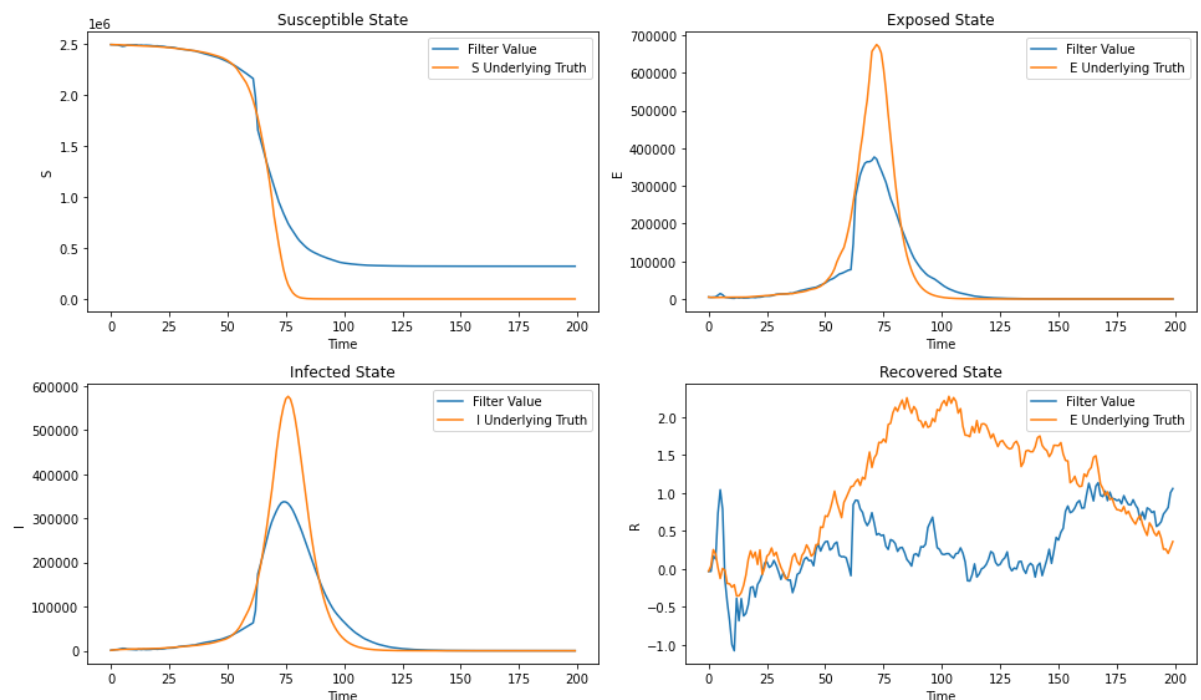 Susceptible State
1e6
2.5
2.0
1.5
1.0
0.5
0.0
S
0 25 50 75 100 125 150 175 200
Time
Filter Value
S Underlying Truth
Exposed State
700000
600000
500000
400000
300000
200000
100000
0
E
0 25 50 75 100 125 150 175 200
Time
Filter Value
E Underlying Truth
Infected State
600000
500000
400000
300000
200000
100000
0
I
0 25 50 75 100 125 150 175 200
Time
Filter Value
I Underlying Truth
Recovered State
2.0
1.5
1.0
0.5
0.0
−0.5
−1.0
R
0 25 50 75 100 125 150 175 200
Time
Filter Value
E Underlying Truth